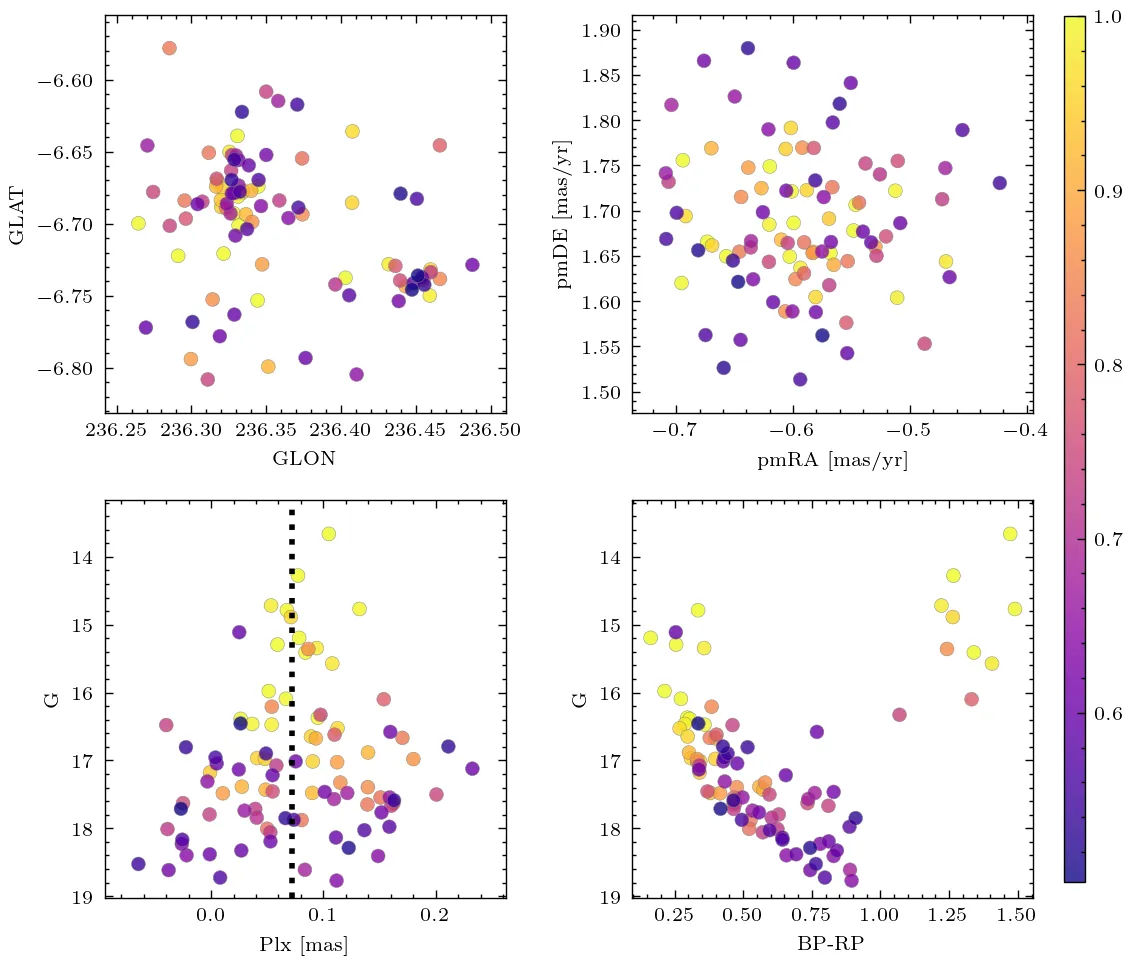 −6.60
−6.65
−6.70
−6.75
−6.80
GLAT
236.25 236.30 236.35 236.40 236.45 236.50
GLON
1.90
1.85
1.80
1.75
1.70
1.65
1.60
1.55
1.50
pmDE [mas/yr]
−0.7 −0.6 −0.5 −0.4
pmRA [mas/yr]
14
15
16
17
18
19
G
0.0 0.1 0.2
Plx [mas]
14
15
16
17
18
19
G
0.25 0.50 0.75 1.00 1.25 1.50
BP-RP
1.0
0.9
0.8
0.7
0.6